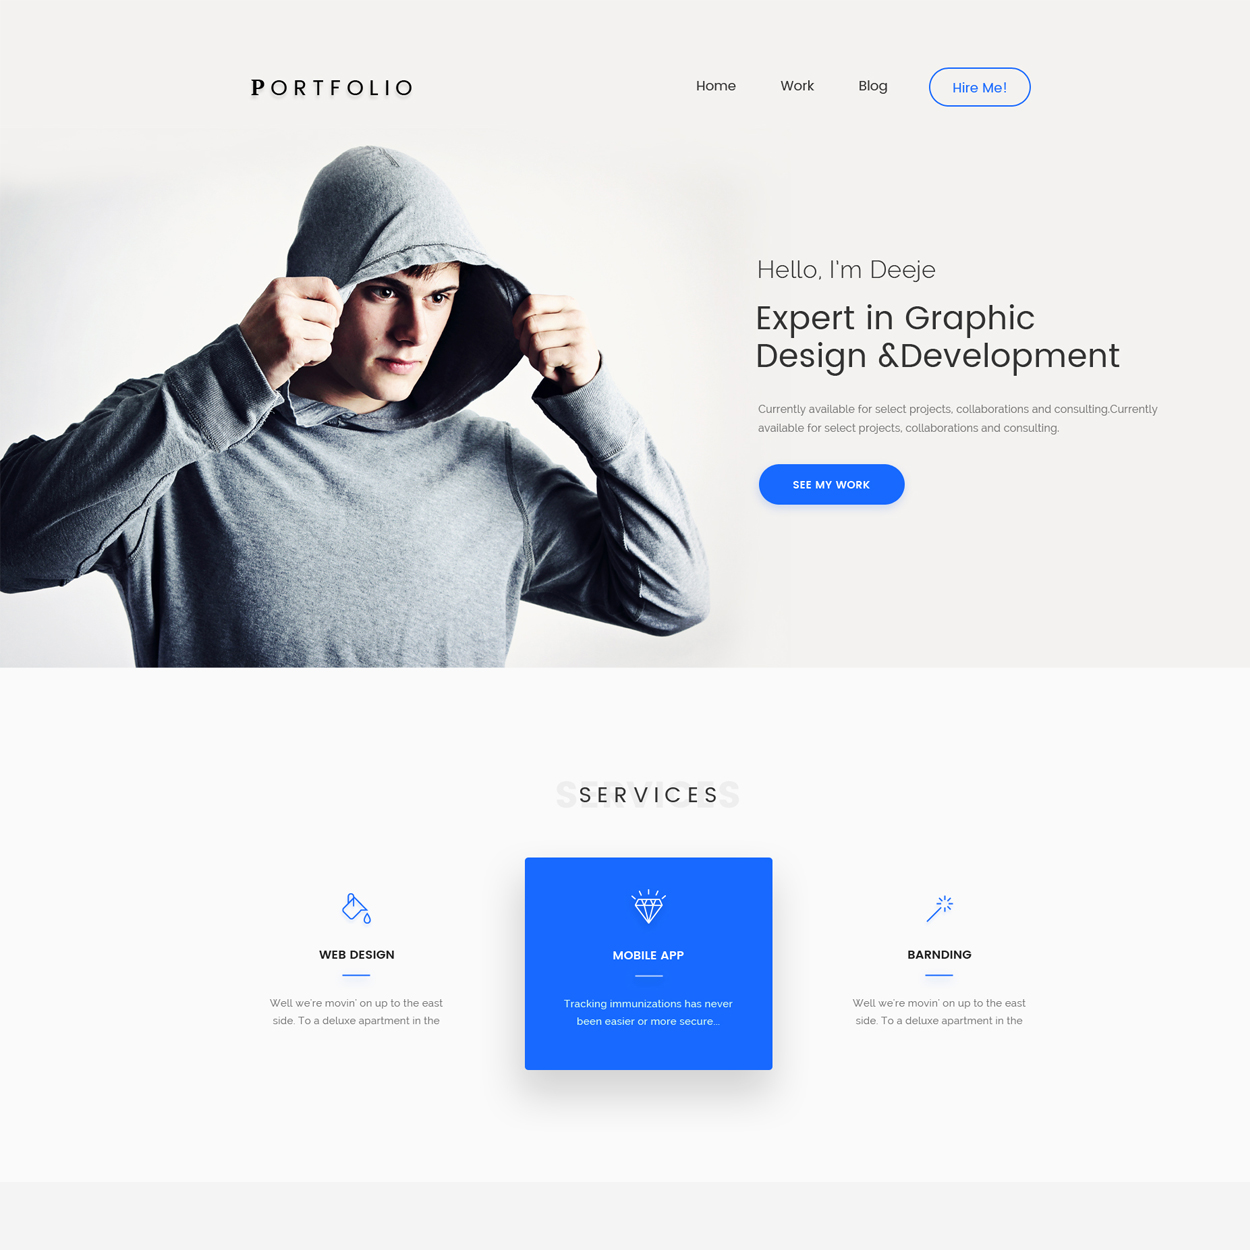 PORTFOLIO
Home
Work
Blog
Hire Me!
Hello, I'm Deeje
Expert in Graphic
Design &Development
Currently available for select projects, collaborations and consulting.Currently
available for select projects, collaborations and consulting.
SEE MY WORK
SERVICES
SERVICES
WEB DESIGN
Well we're movin' on up to the east
side. To a deluxe apartment in the
MOBILE APP
Tracking immunizations has never
been easier or more secure...
BARNDING
Well we're movin' on up to the east
side. To a deluxe apartment in the